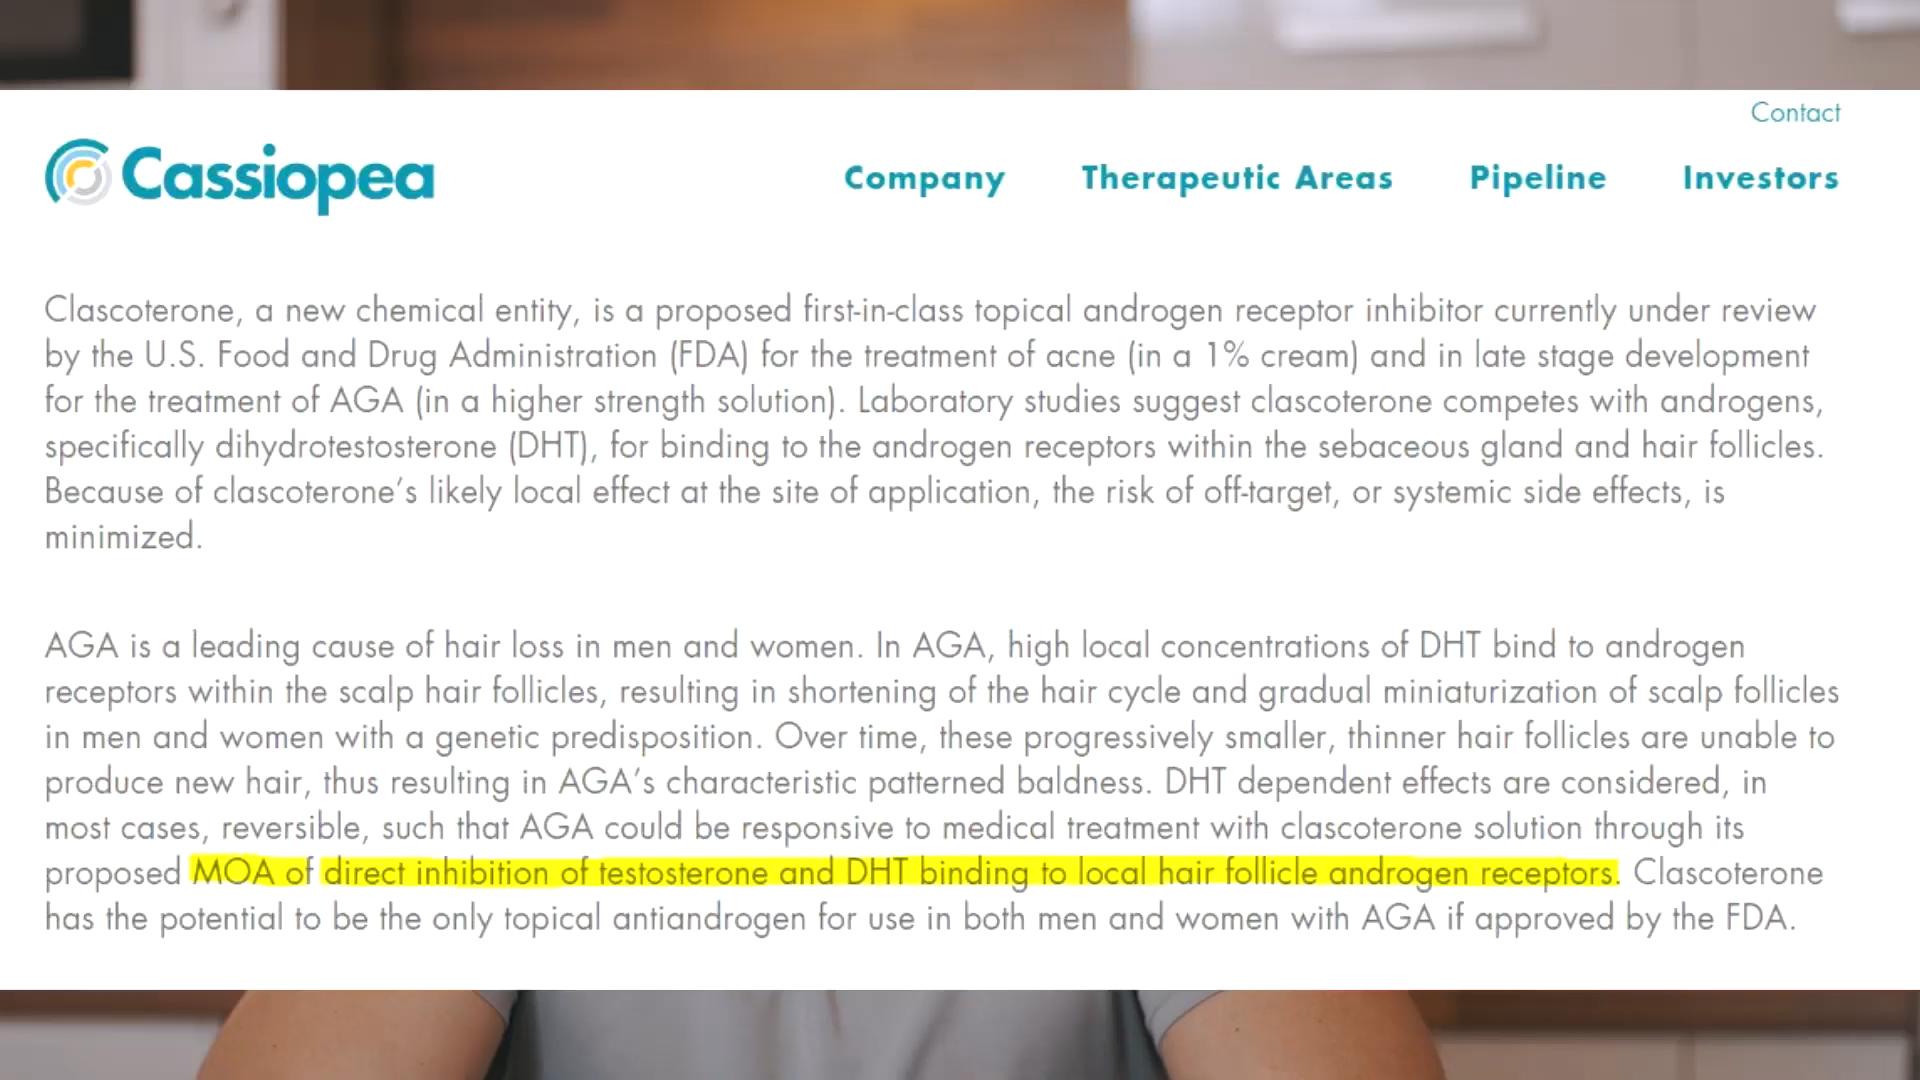 Contact
Cassiopea
Company Therapeutic Areas Pipeline Investors
Clascoterone, a new chemical entity, is a proposed first-in-class topical androgen receptor inhibitor currently under review
by the U.S. Food and Drug Administration (FDA) for the treatment of acne (in a 1% cream) and in late stage development
for the treatment of AGA (in a higher strength solution). Laboratory studies suggest clascoterone competes with androgens,
specifically dihydrotestosterone (DHT), for binding to the androgen receptors within the sebaceous gland and hair follicles.
Because of clascoterone's likely local effect at the site of application, the risk of off-target, or systemic side effects, is
minimized.
AGA is a leading cause of hair loss in men and women. In AGA, high local concentrations of DHT bind to androgen
receptors within the scalp hair follicles, resulting in shortening of the hair cycle and gradual miniaturization of scalp follicles
in men and women with a genetic predisposition. Over time, these progressively smaller, thinner hair follicles are unable to
produce new hair, thus resulting in AGA's characteristic patterned baldness. DHT dependent effects are considered, in
most cases, reversible, such that AGA could be responsive to medical treatment with clascoterone solution through its
proposed MOA of direct inhibition of testosterone and DHT binding to local hair follicle androgen receptors. Clascoterone
has the potential to be the only topical antiandrogen for use in both men and women with AGA if approved by the FDA.